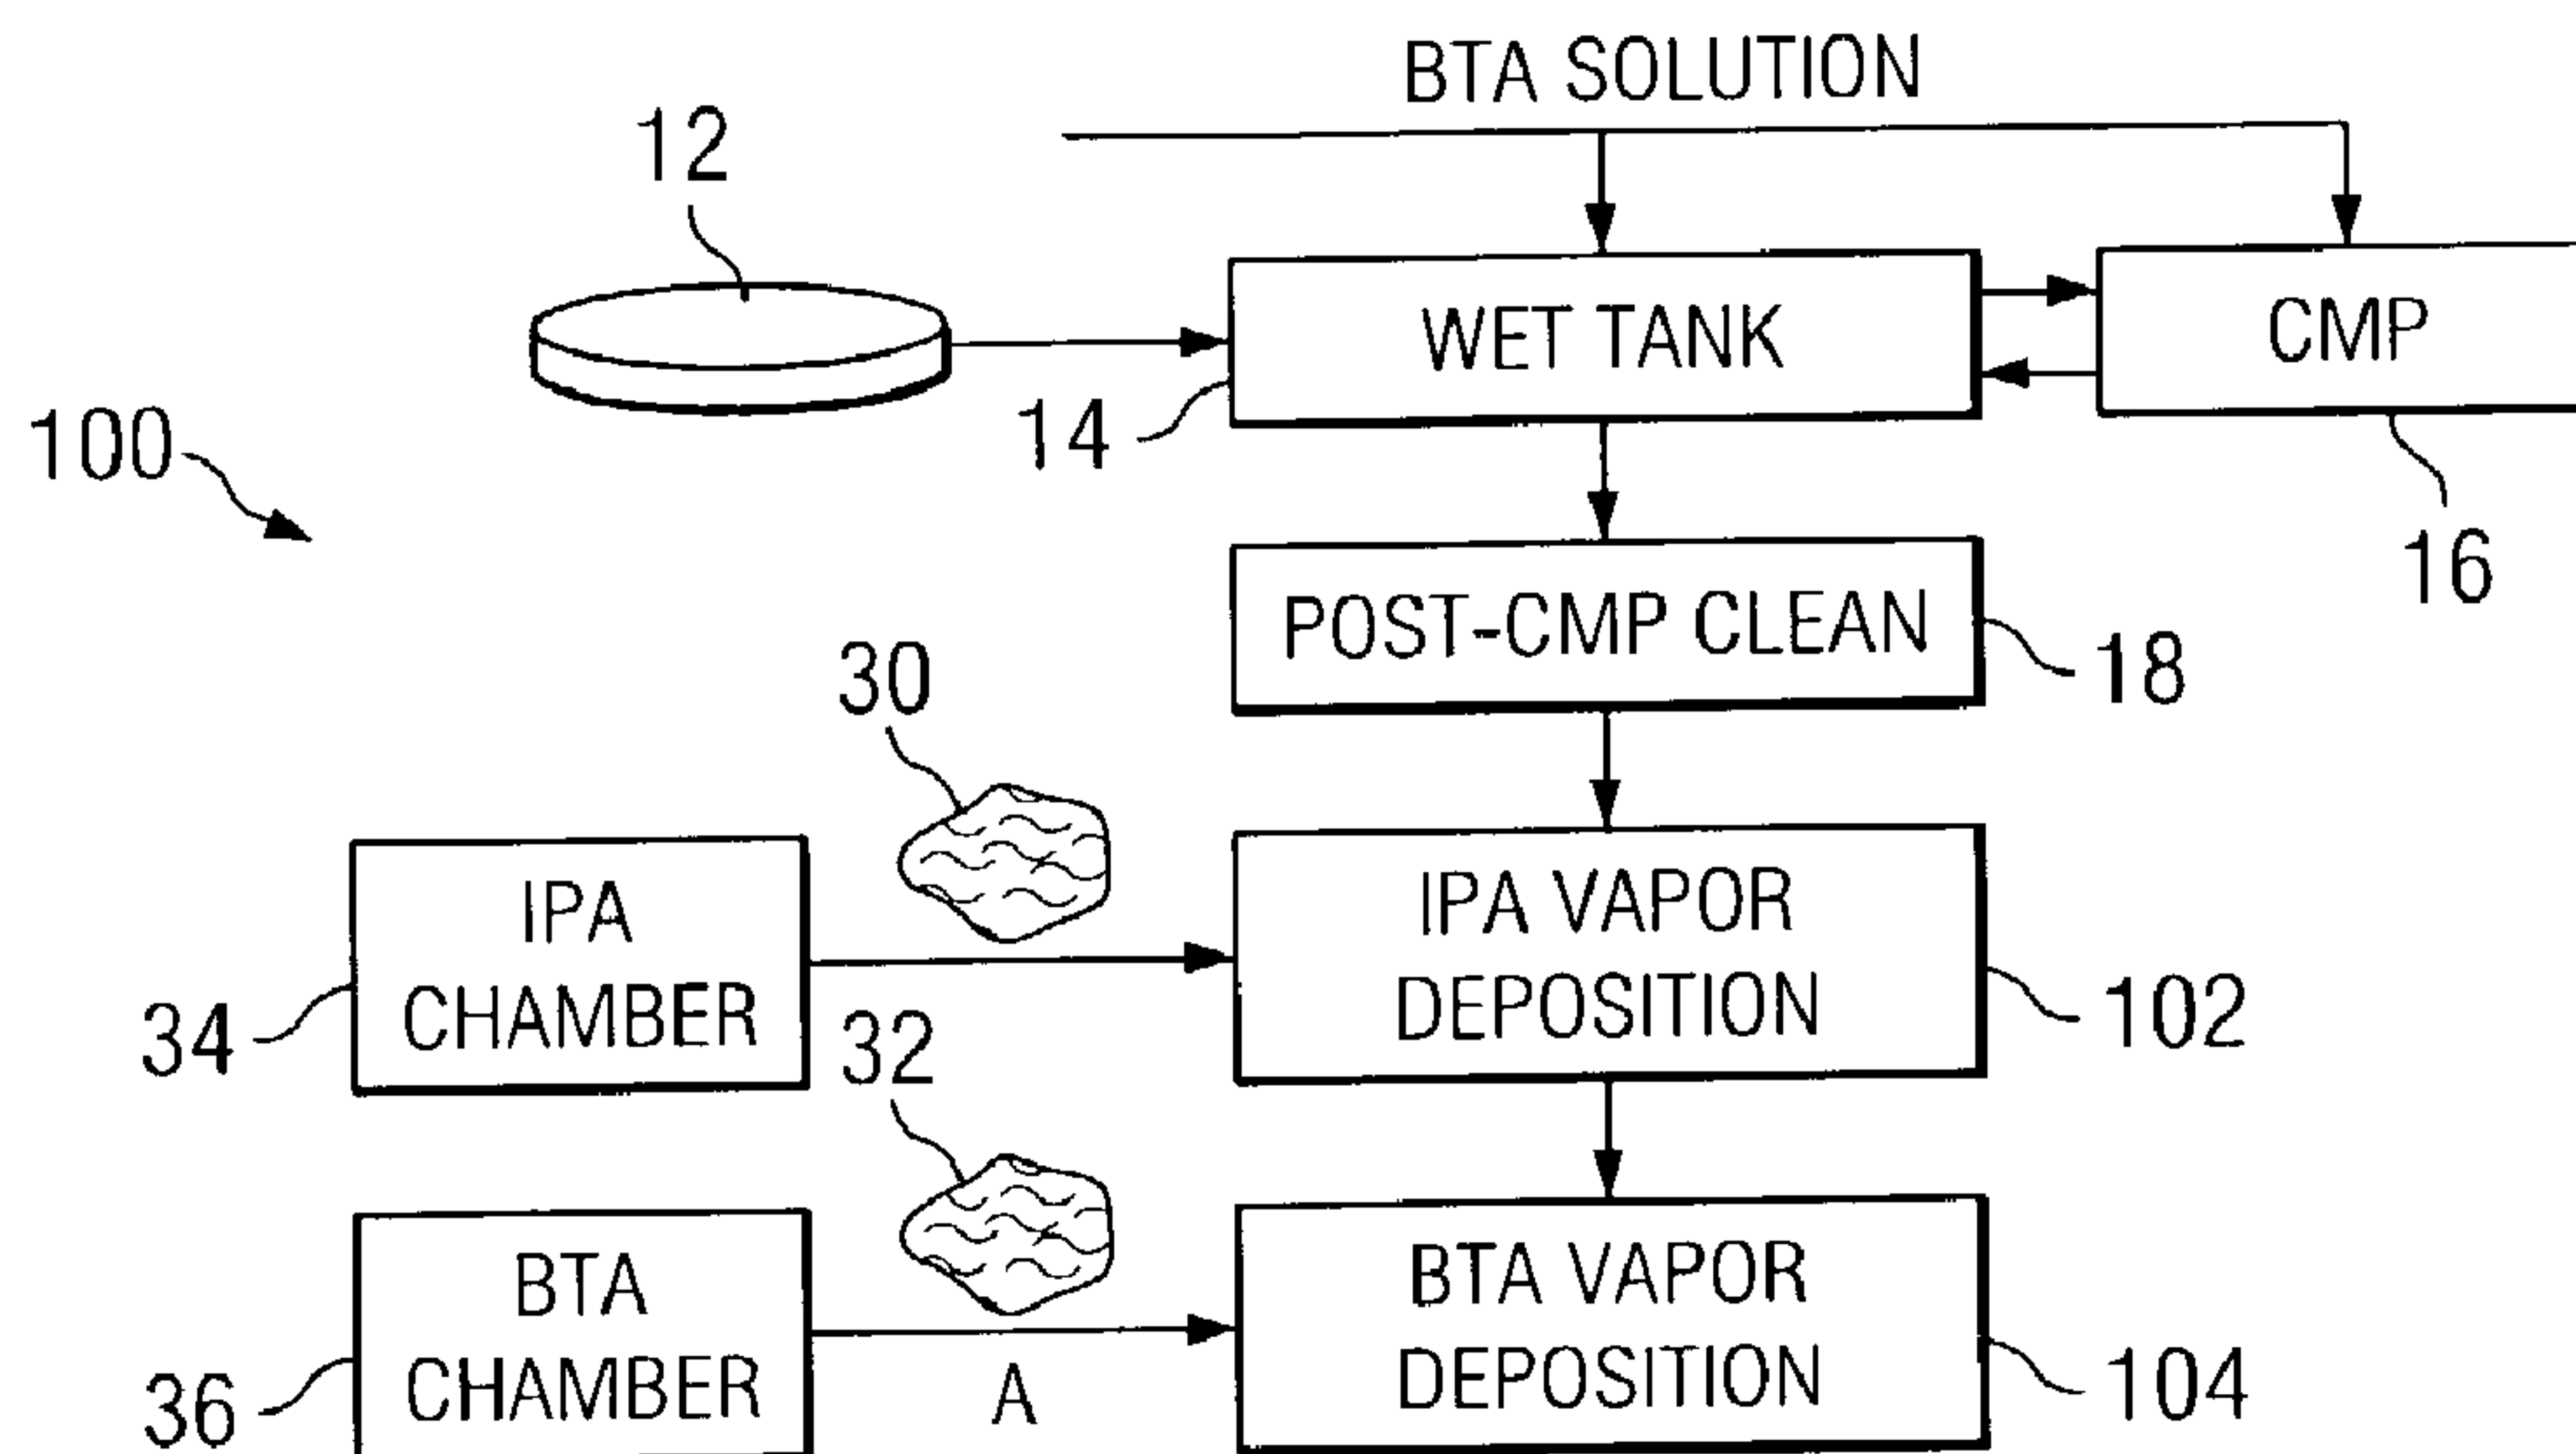 BTA SOLUTION
12
WET TANK
CMP
14
100
16
POST-CMP CLEAN
18
30
IPA
CHAMBER
34
IPA VAPOR
DEPOSITION
102
32
BTA
CHAMBER
36
A
BTA VAPOR
DEPOSITION
104